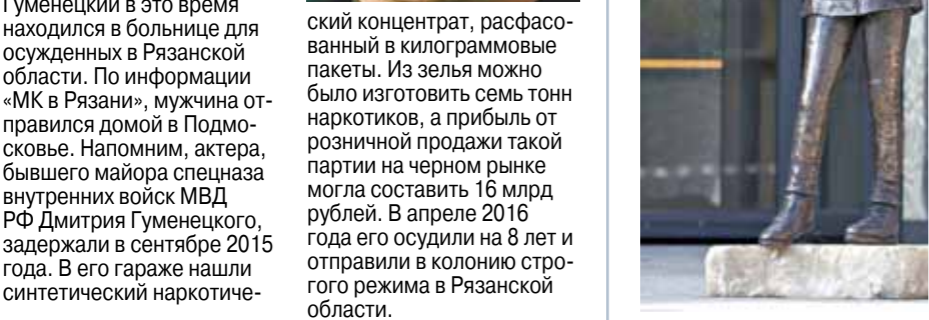 Гуменецкий в это время
находился в больнице для
осужденных в Рязанской
области. По информации
«МК в Рязани», мужчина от-
правился домой в Подмо-
сковье. Напомним, актера,
бывшего майора спецназа
внутренних войск МВД
РФ Дмитрия Гуменецкого,
задержали в сентябре 2015
года. В его гараже нашли
синтетический наркотиче-
ский концентрат, расфасо-
ванный в килограммовые
пакеты. Из зелья можно
было изготовить семь тонн
наркотиков, а прибыль от
розничной продажи такой
партии на черном рынке
могла составить 16 млрд
рублей. В апреле 2016
года его осудили на 8 лет и
отправили в колонию стро-
гого режима в Рязанской
области.